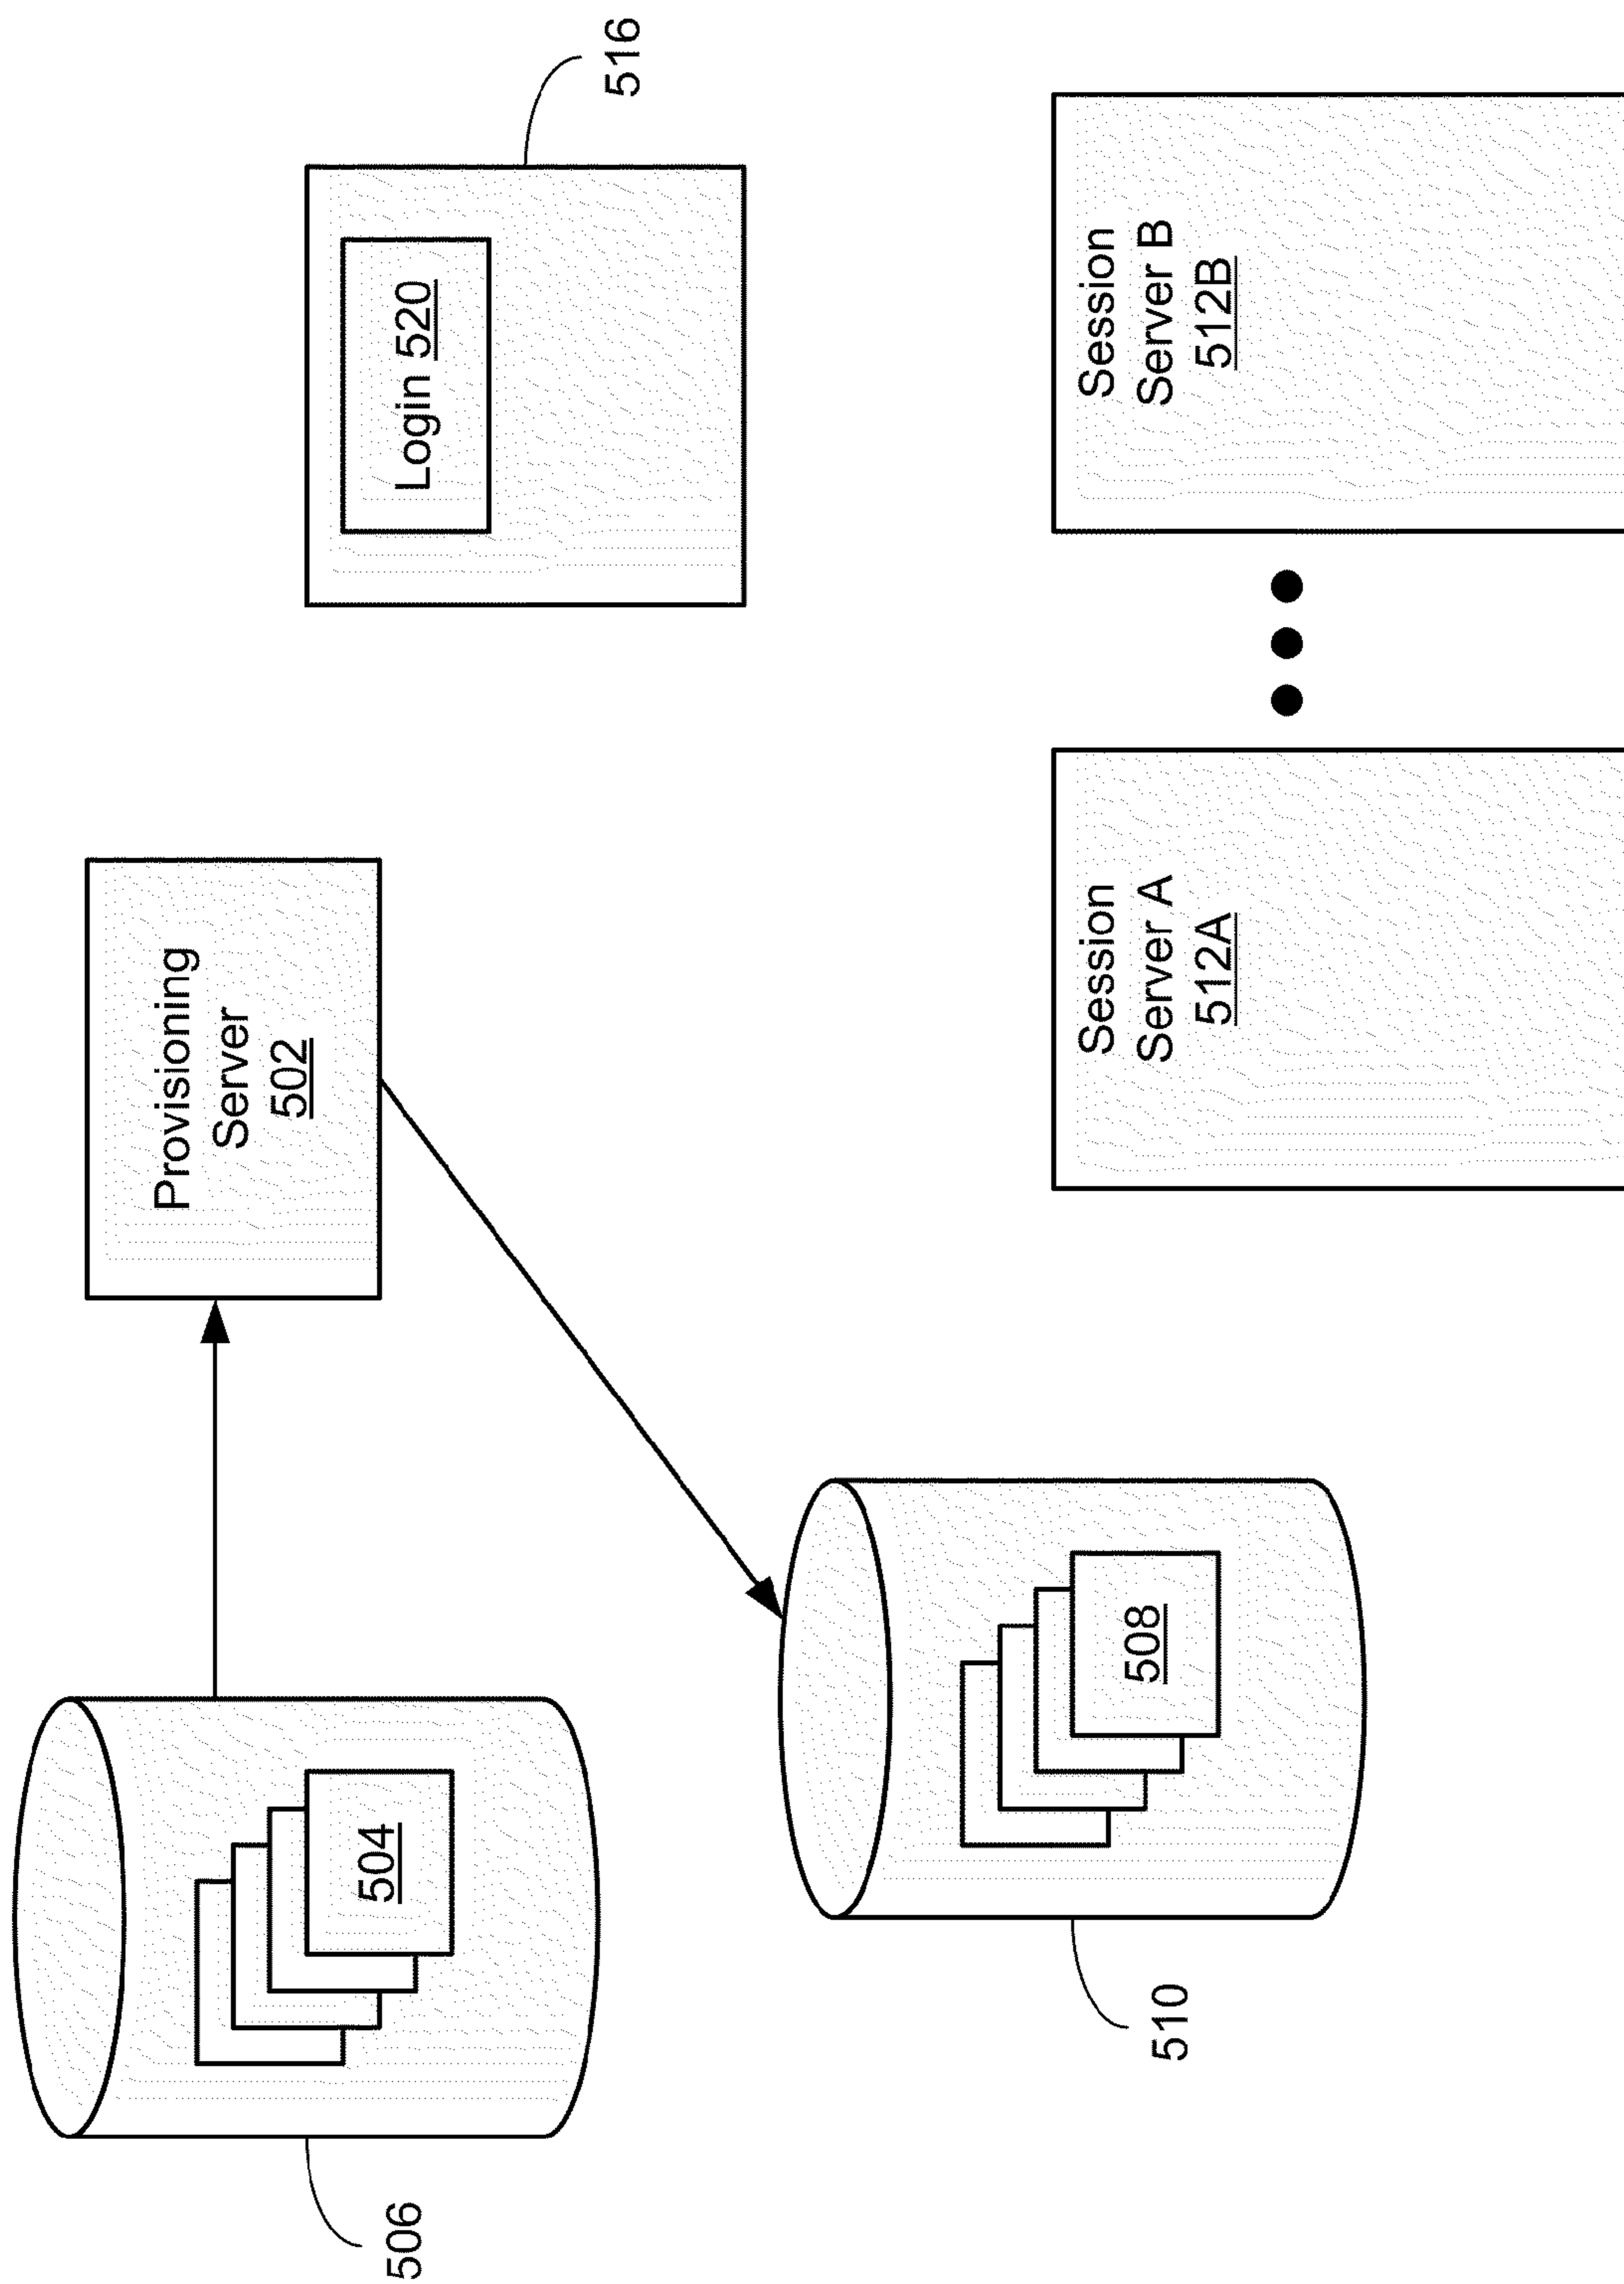 506
504
Provisioning
Server
502
Login 520
516
510
508
Session
Server A
512A
Session
Server B
512B